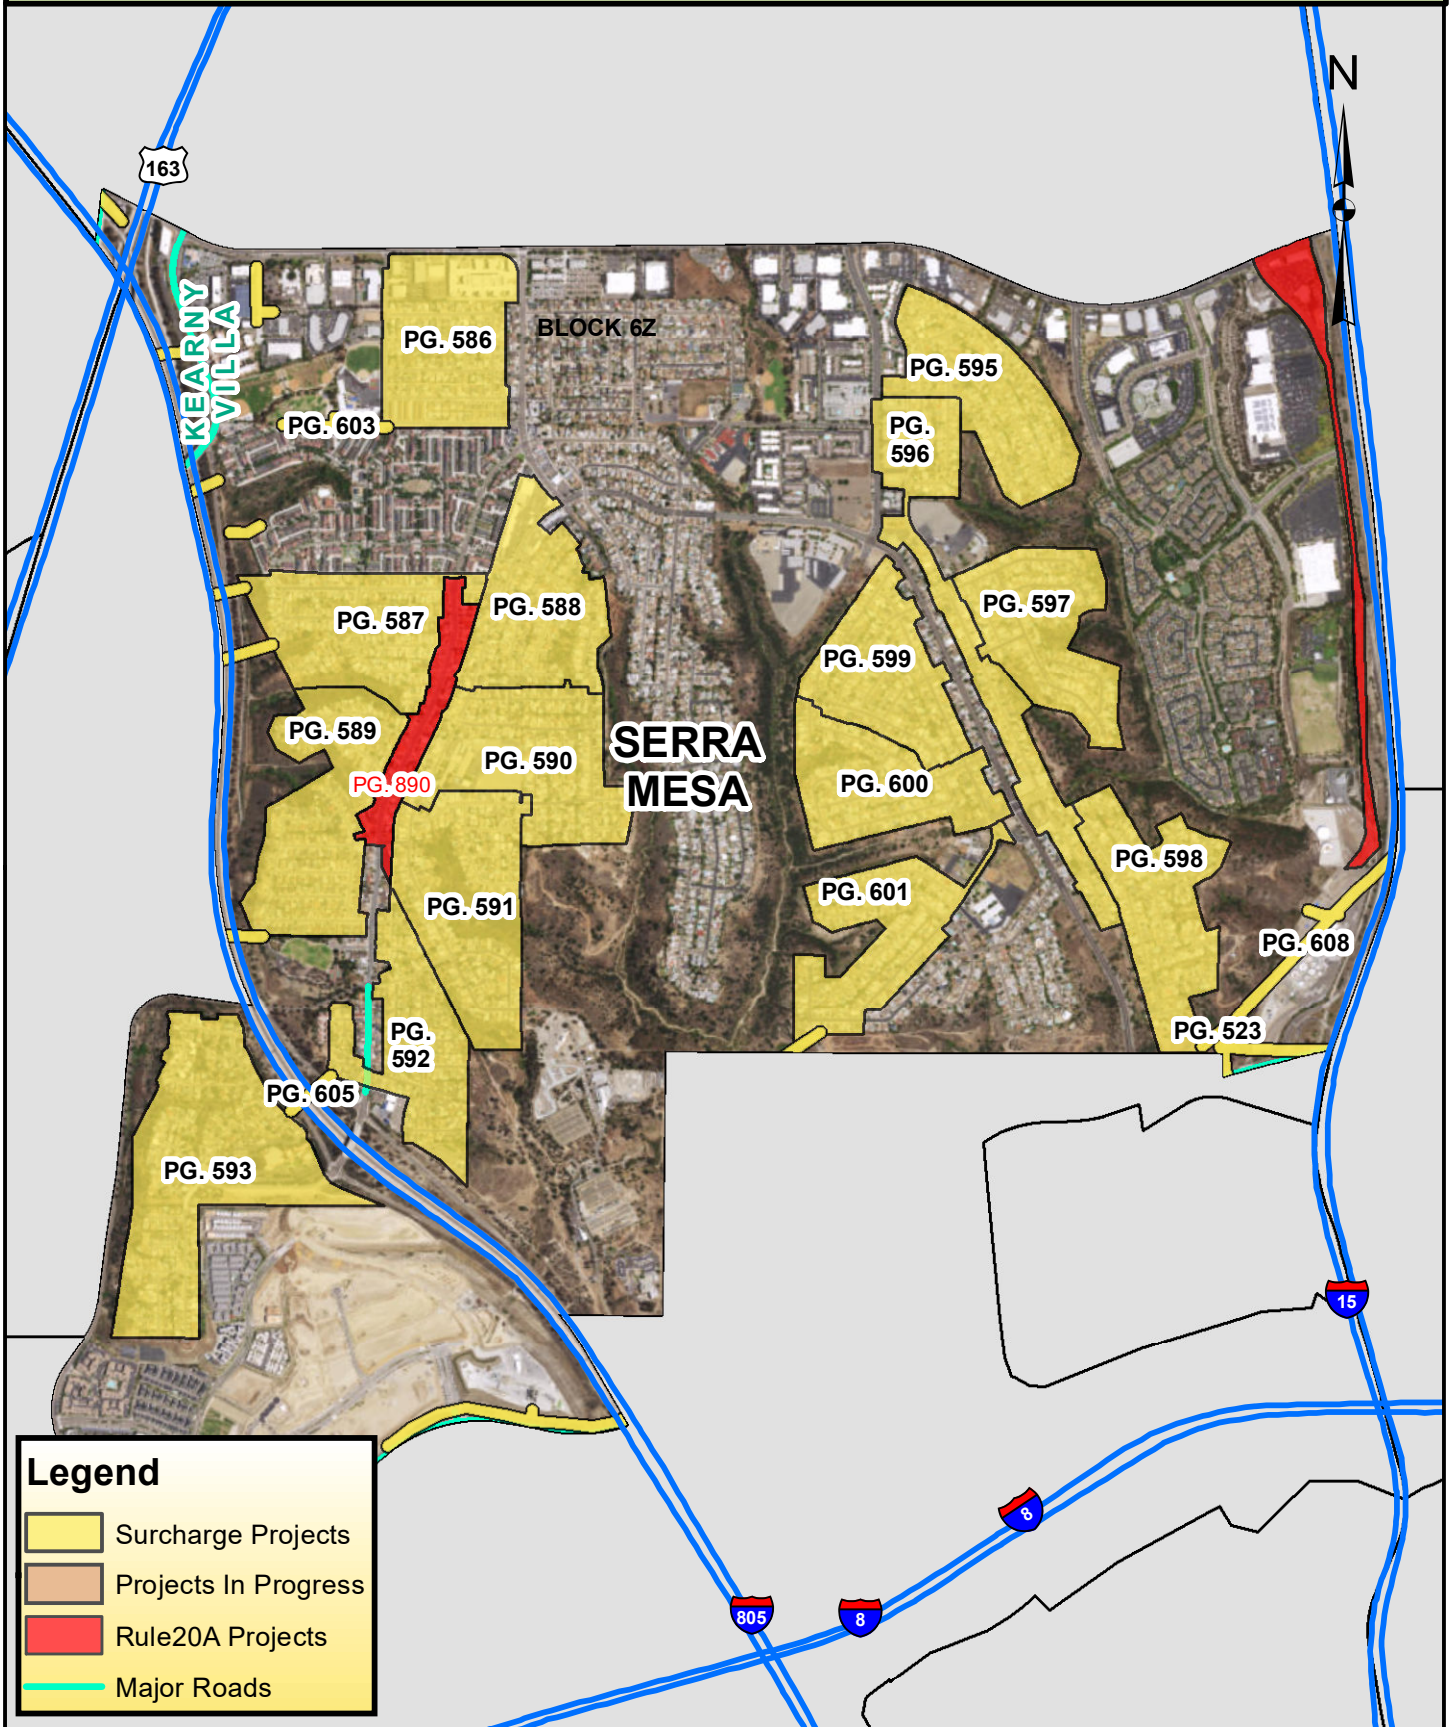 N
163
KEARNY
VILLA
PG. 586
BLOCK 6Z
PG. 595
PG. 603
PG.
596
PG. 587
PG. 588
PG. 597
PG. 599
PG. 589
SERRA
MESA
PG. 590
PG. 890
PG. 600
PG. 598
PG. 601
PG. 591
PG. 608
PG.
592
PG. 523
PG. 605
PG. 593
15
8
805
8
Legend
Surcharge Projects
Projects In Progress
Rule20A Projects
Major Roads